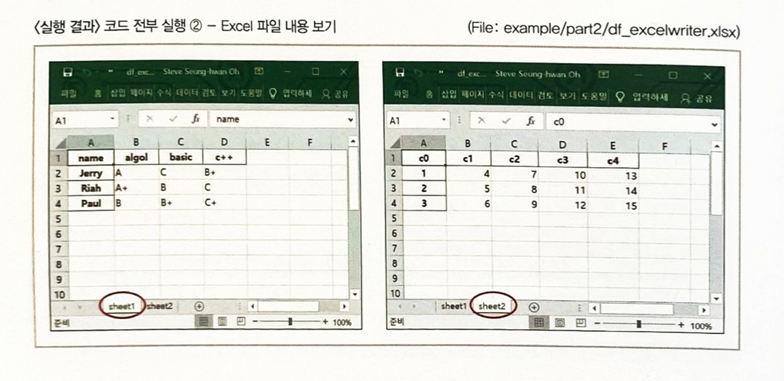 〈실행 결과〉 코드 전부 실행 ② - Excel 파일 내용 보기 (File: example/part2/df_excelwriter.xlsx)
df_exc... Steve Seung-hwan Oh
파일 홈 삽입 페이지 수식 데이터 검토 보기 도움말 입력하세 공유
A1 fx name
A B C D E F
1 name algol basic c++
2 Jerry A C B+
3 Riah A+ B C
4 Paul B B+ C+
5
6
7
8
9
10
sheet1 sheet2
준비 100%
df_exc... Steve Seung-hwan Oh
파일 홈 삽입 페이지 수식 데이터 검토 보기 도움말 입력하세 공유
A1 fx c0
A B C D E F
1 c0 c1 c2 c3 c4
2 1 4 7 10 13
3 2 5 8 11 14
4 3 6 9 12 15
5
6
7
8
9
10
sheet1 sheet2
준비 100%